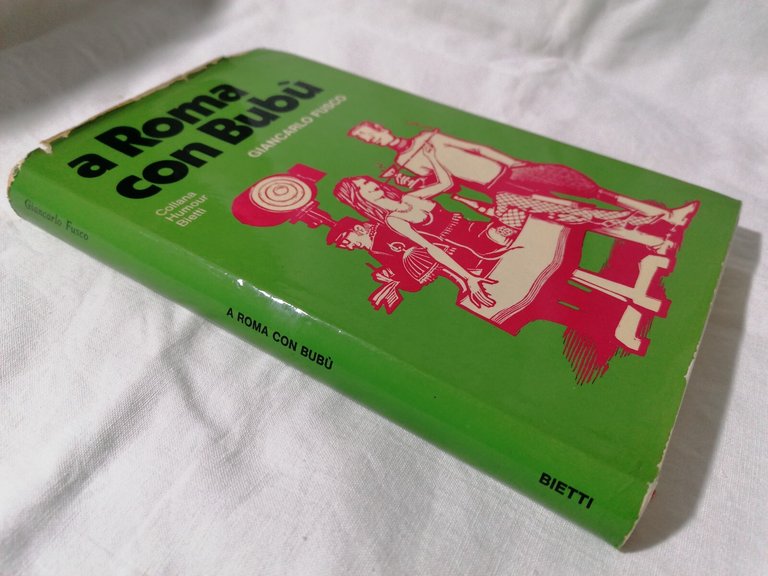 a Roma
con Bubù
GIANCARLO FUSCO
Collana
Humour
Bietti
Giancarlo Fusco
A ROMA CON BUBÙ
BIETTI